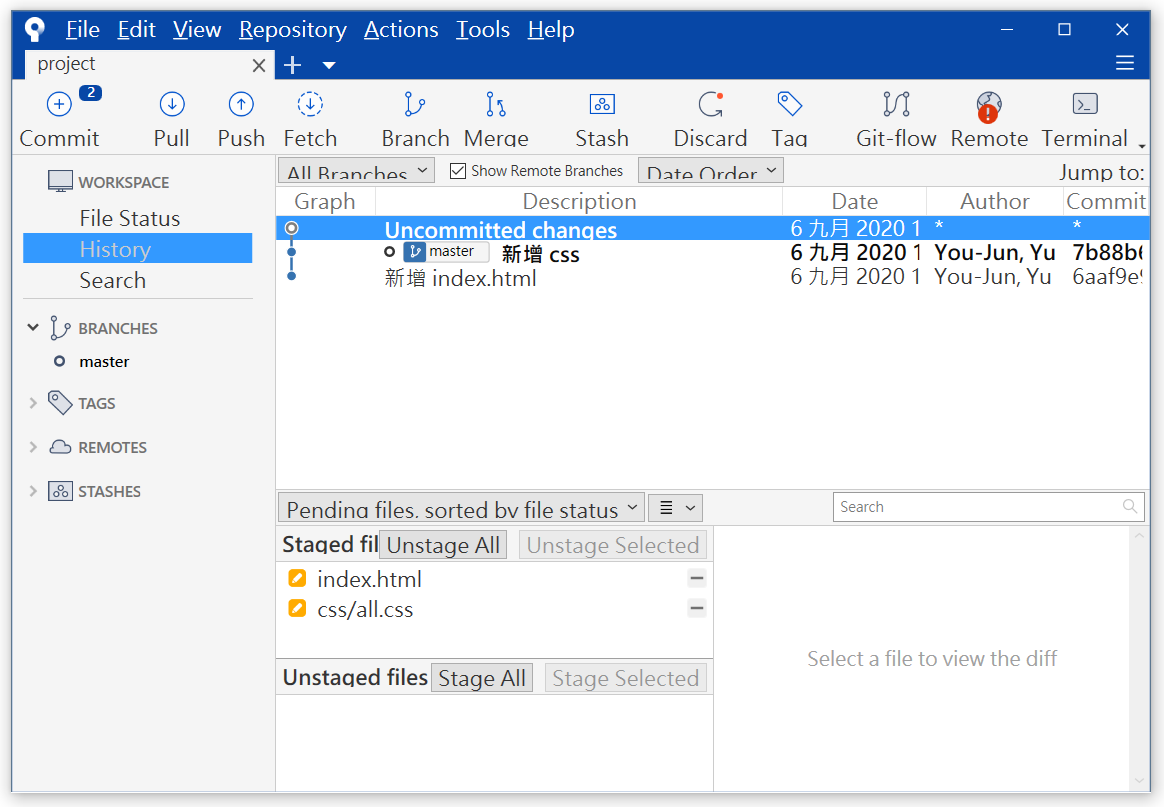 File Edit View Repository Actions Tools Help
project
2
Commit Pull Push Fetch Branch Merge Stash Discard Tag Git-flow Remote Terminal
WORKSPACE
File Status
History
Search
BRANCHES
master
TAGS
REMOTES
STASHES
All Branches Show Remote Branches Date Order Jump to:
Graph Description Date Author Commit
Uncommitted changes 6 九月 2020 1 * *
master 新增 css 6 九月 2020 1 You-Jun, Yu 7b88b6
新增 index.html 6 九月 2020 1 You-Jun, Yu 6aaf9e9
Pending files, sorted by file status Search
Staged fil Unstage All Unstage Selected
index.html
css/all.css
Unstaged files Stage All Stage Selected
Select a file to view the diff